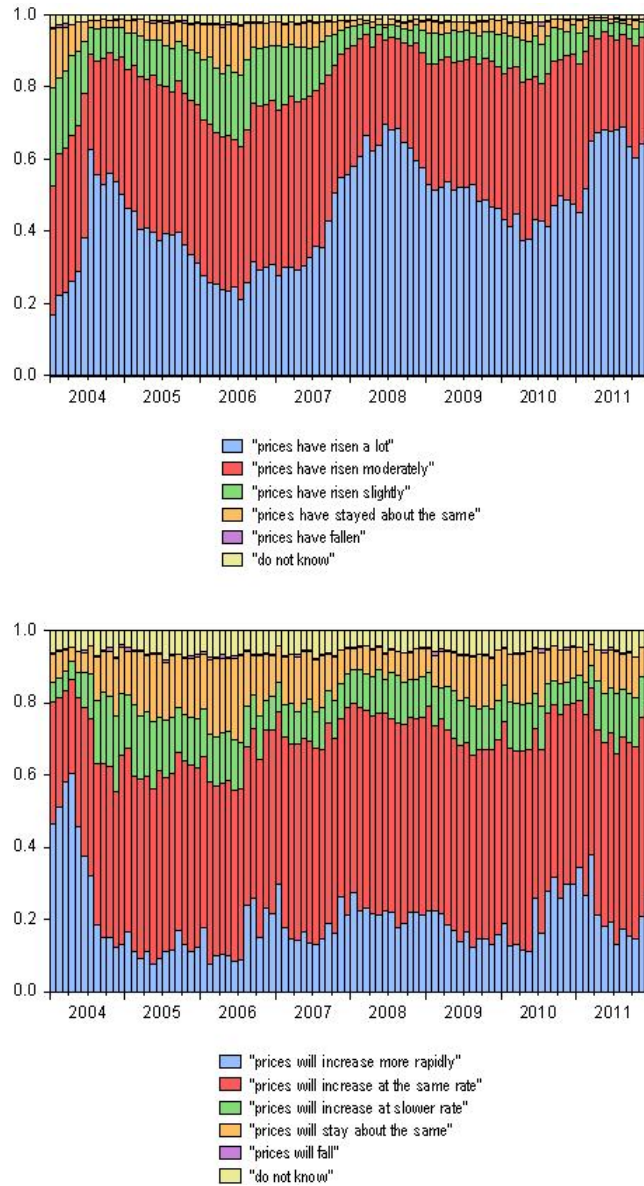 1.0
0.8
0.6
0.4
0.2
0.0
2004 2005 2006 2007 2008 2009 2010 2011
"prices have risen a lot"
"prices have risen moderately"
"prices have risen slightly"
"prices have stayed about the same"
"prices have fallen"
"do not know"
1.0
0.8
0.6
0.4
0.2
0.0
2004 2005 2006 2007 2008 2009 2010 2011
"prices will increase more rapidly"
"prices will increase at the same rate"
"prices will increase at slower rate"
"prices will stay about the same"
"prices will fall"
"do not know"